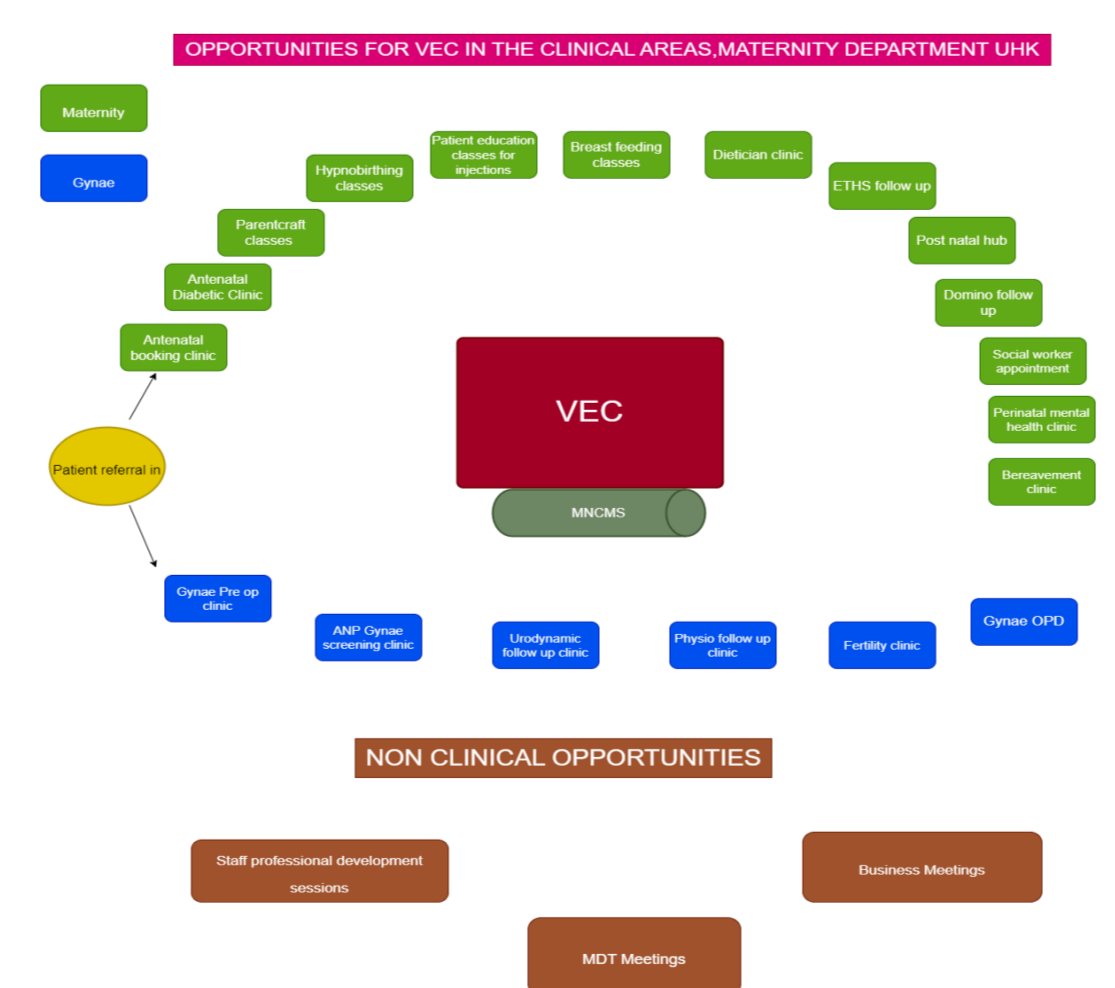 OPPORTUNITIES FOR VEC IN THE CLINICAL AREAS,MATERNITY DEPARTMENT UHK
Maternity
Gynae
Patient education
classes for
injections
Breast feeding
classes
Dietician clinic
Hypnobirthing
classes
ETHS follow up
Parentcraft
classes
Post natal hub
Antenatal
Diabetic Clinic
Domino follow
up
Antenatal
booking clinic
Social worker
appointment
VEC
Perinatal mental
health clinic
Patient referral in
Bereavement
clinic
MNCMS
Gynae Pre op
clinic
ANP Gynae
screening clinic
Urodynamic
follow up clinic
Physio follow up
clinic
Fertility clinic
Gynae OPD
NON CLINICAL OPPORTUNITIES
Staff professional development
sessions
Business Meetings
MDT Meetings